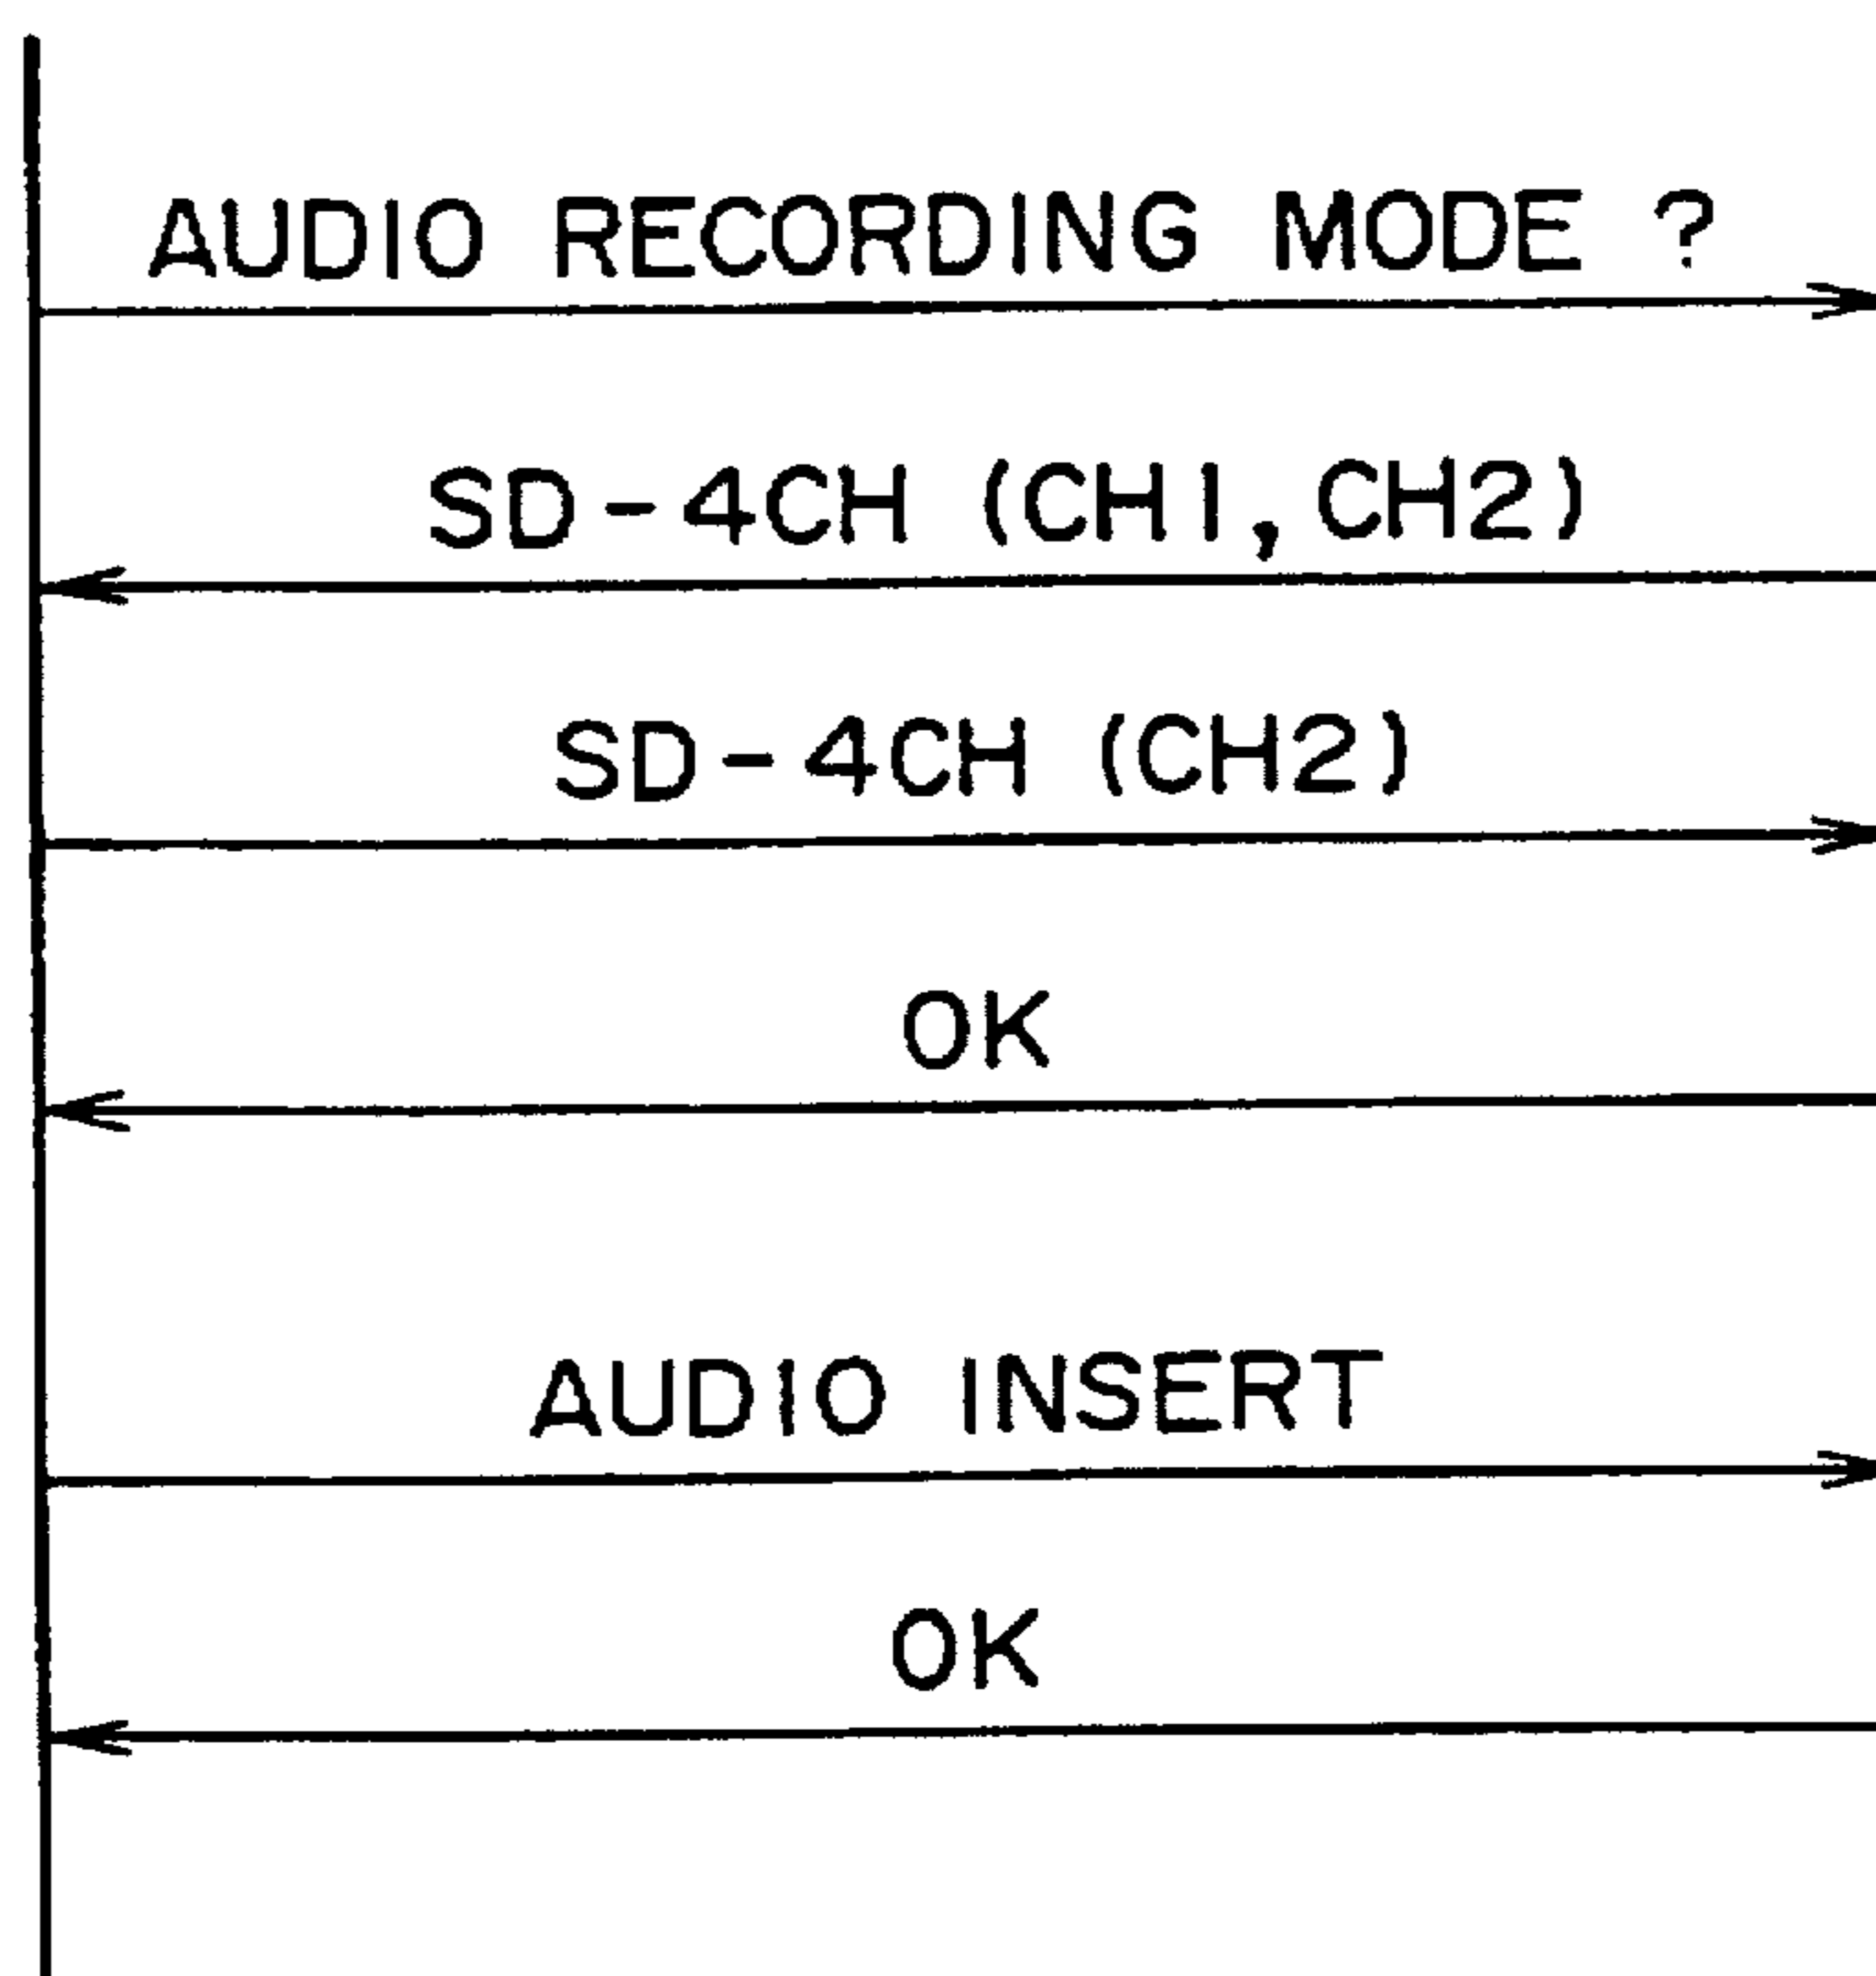 AUDIO RECORDING MODE ?
SD-4CH (CH1, CH2)
SD-4CH (CH2)
OK
AUDIO INSERT
OK